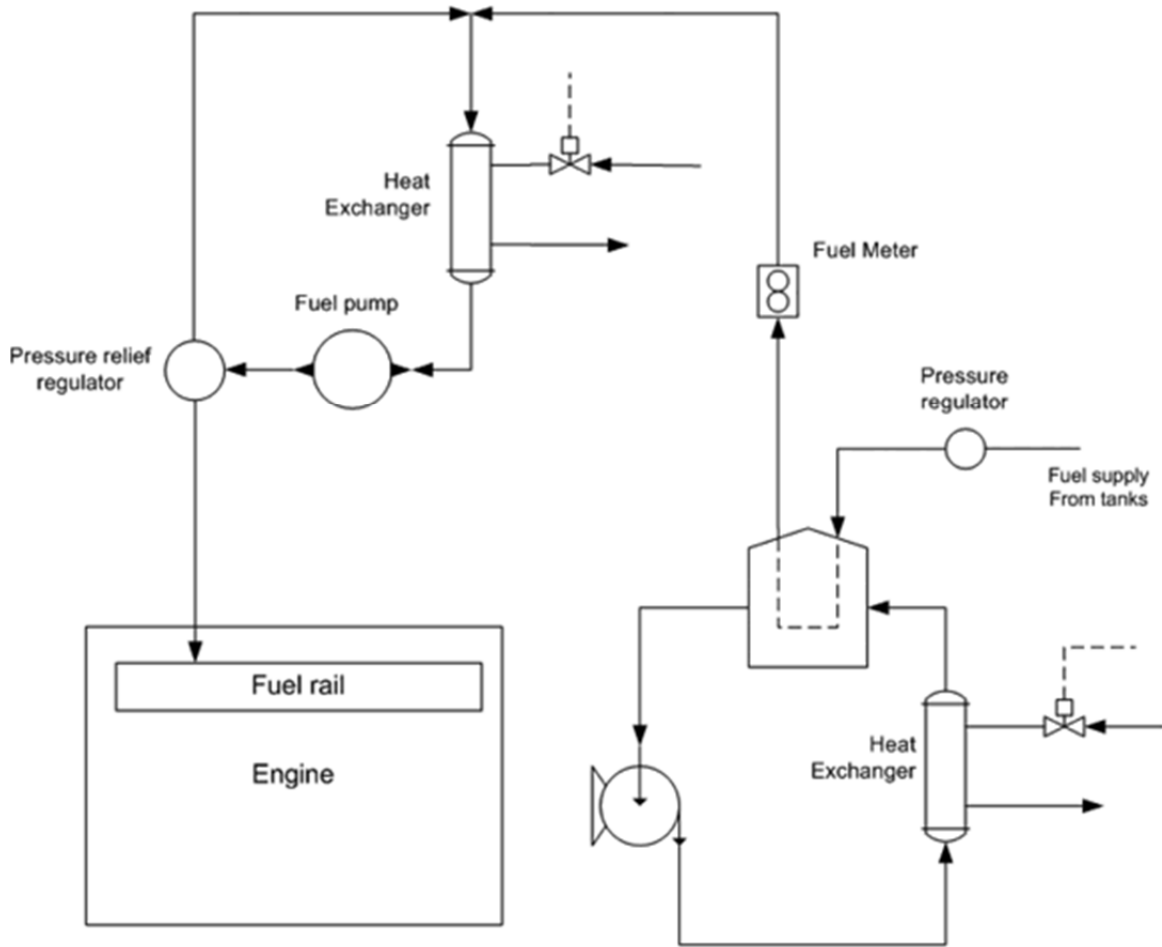 Heat
Exchanger
Fuel Meter
Fuel pump
Pressure relief
regulator
Pressure
regulator
Fuel supply
From tanks
Fuel rail
Heat
Exchanger
Engine